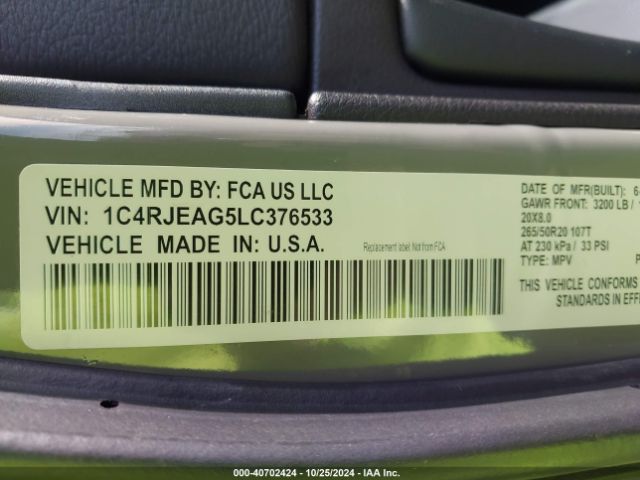 VEHICLE MFD BY: FCA US LLC
VIN: 1C4RJEAG5LC376533
VEHICLE MADE IN: U.S.A.
Replacement label. Not from FCA
DATE OF MFR(BUILT): 6-
GAWR FRONT: 3200 LB /
20X8.0
265/50R20 107T
AT 230 kPa / 33 PSI
TYPE: MPV P
THIS VEHICLE CONFORMS
STANDARDS IN EFFE
000-40702424 - 10/25/2024 - IAA Inc.